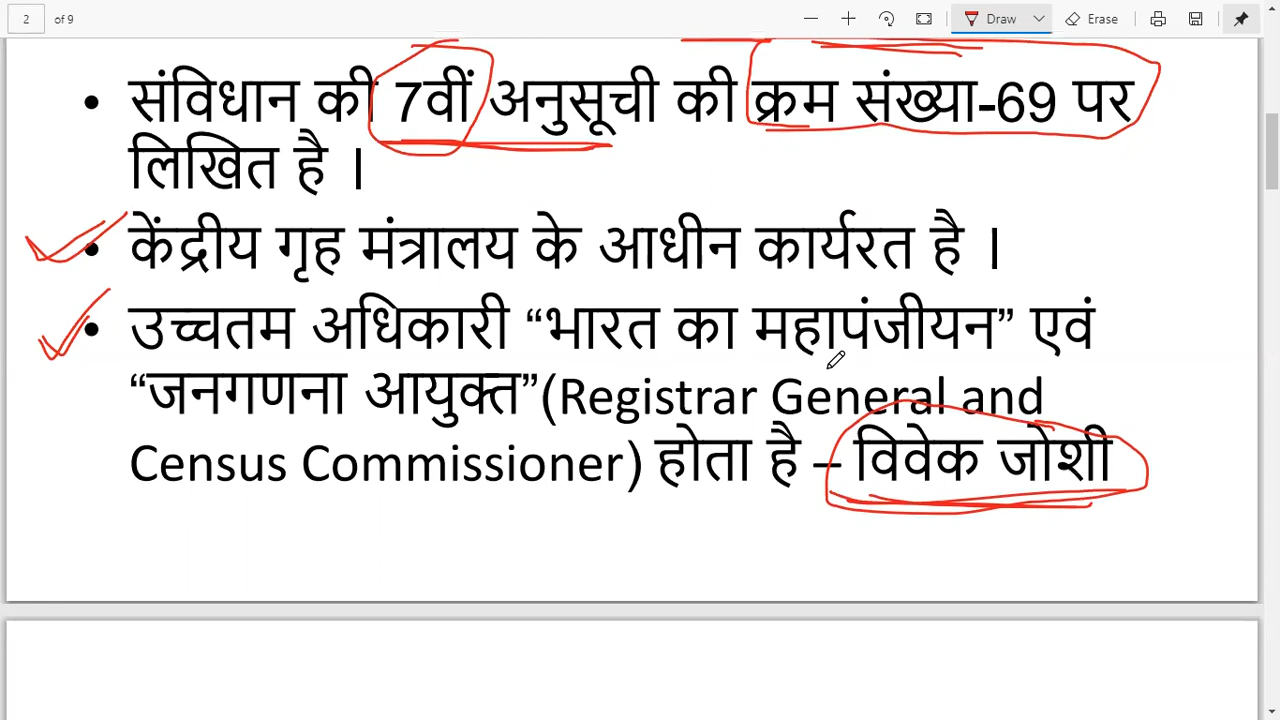 2 of 9 Draw Erase
• संविधान की 7वीं अनुसूची की क्रम संख्या-69 पर
लिखित है ।
• केंद्रीय गृह मंत्रालय के आधीन कार्यरत है ।
• उच्चतम अधिकारी “भारत का महापंजीयन” एवं
“जनगणना आयुक्त”(Registrar General and
Census Commissioner) होता है – विवेक जोशी